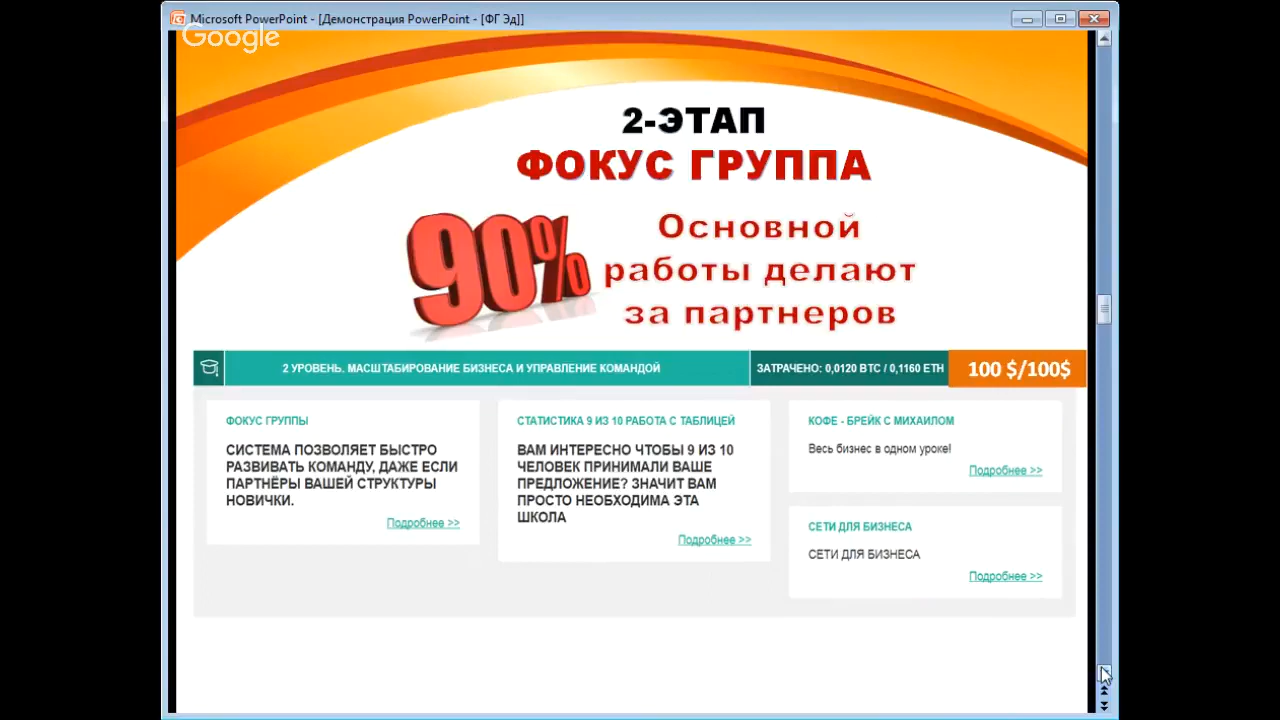 Microsoft PowerPoint - [Демонстрация PowerPoint - [ФГ Эд]]
Google
2-ЭТАП
ФОКУС ГРУППА
90%
Основной
работы делают
за партнеров
2 УРОВЕНЬ. МАСШТАБИРОВАНИЕ БИЗНЕСА И УПРАВЛЕНИЕ КОМАНДОЙ
ЗАТРАЧЕНО: 0,0120 BTC / 0,1160 ETH
100 $/100$
ФОКУС ГРУППЫ
СИСТЕМА ПОЗВОЛЯЕТ БЫСТРО
РАЗВИВАТЬ КОМАНДУ, ДАЖЕ ЕСЛИ
ПАРТНЁРЫ ВАШЕЙ СТРУКТУРЫ
НОВИЧКИ.
Подробнее >>
СТАТИСТИКА 9 ИЗ 10 РАБОТА С ТАБЛИЦЕЙ
ВАМ ИНТЕРЕСНО ЧТОБЫ 9 ИЗ 10
ЧЕЛОВЕК ПРИНИМАЛИ ВАШЕ
ПРЕДЛОЖЕНИЕ? ЗНАЧИТ ВАМ
ПРОСТО НЕОБХОДИМА ЭТА
ШКОЛА
Подробнее >>
КОФЕ - БРЕЙК С МИХАИЛОМ
Весь бизнес в одном уроке!
Подробнее >>
СЕТИ ДЛЯ БИЗНЕСА
СЕТИ ДЛЯ БИЗНЕСА
Подробнее >>